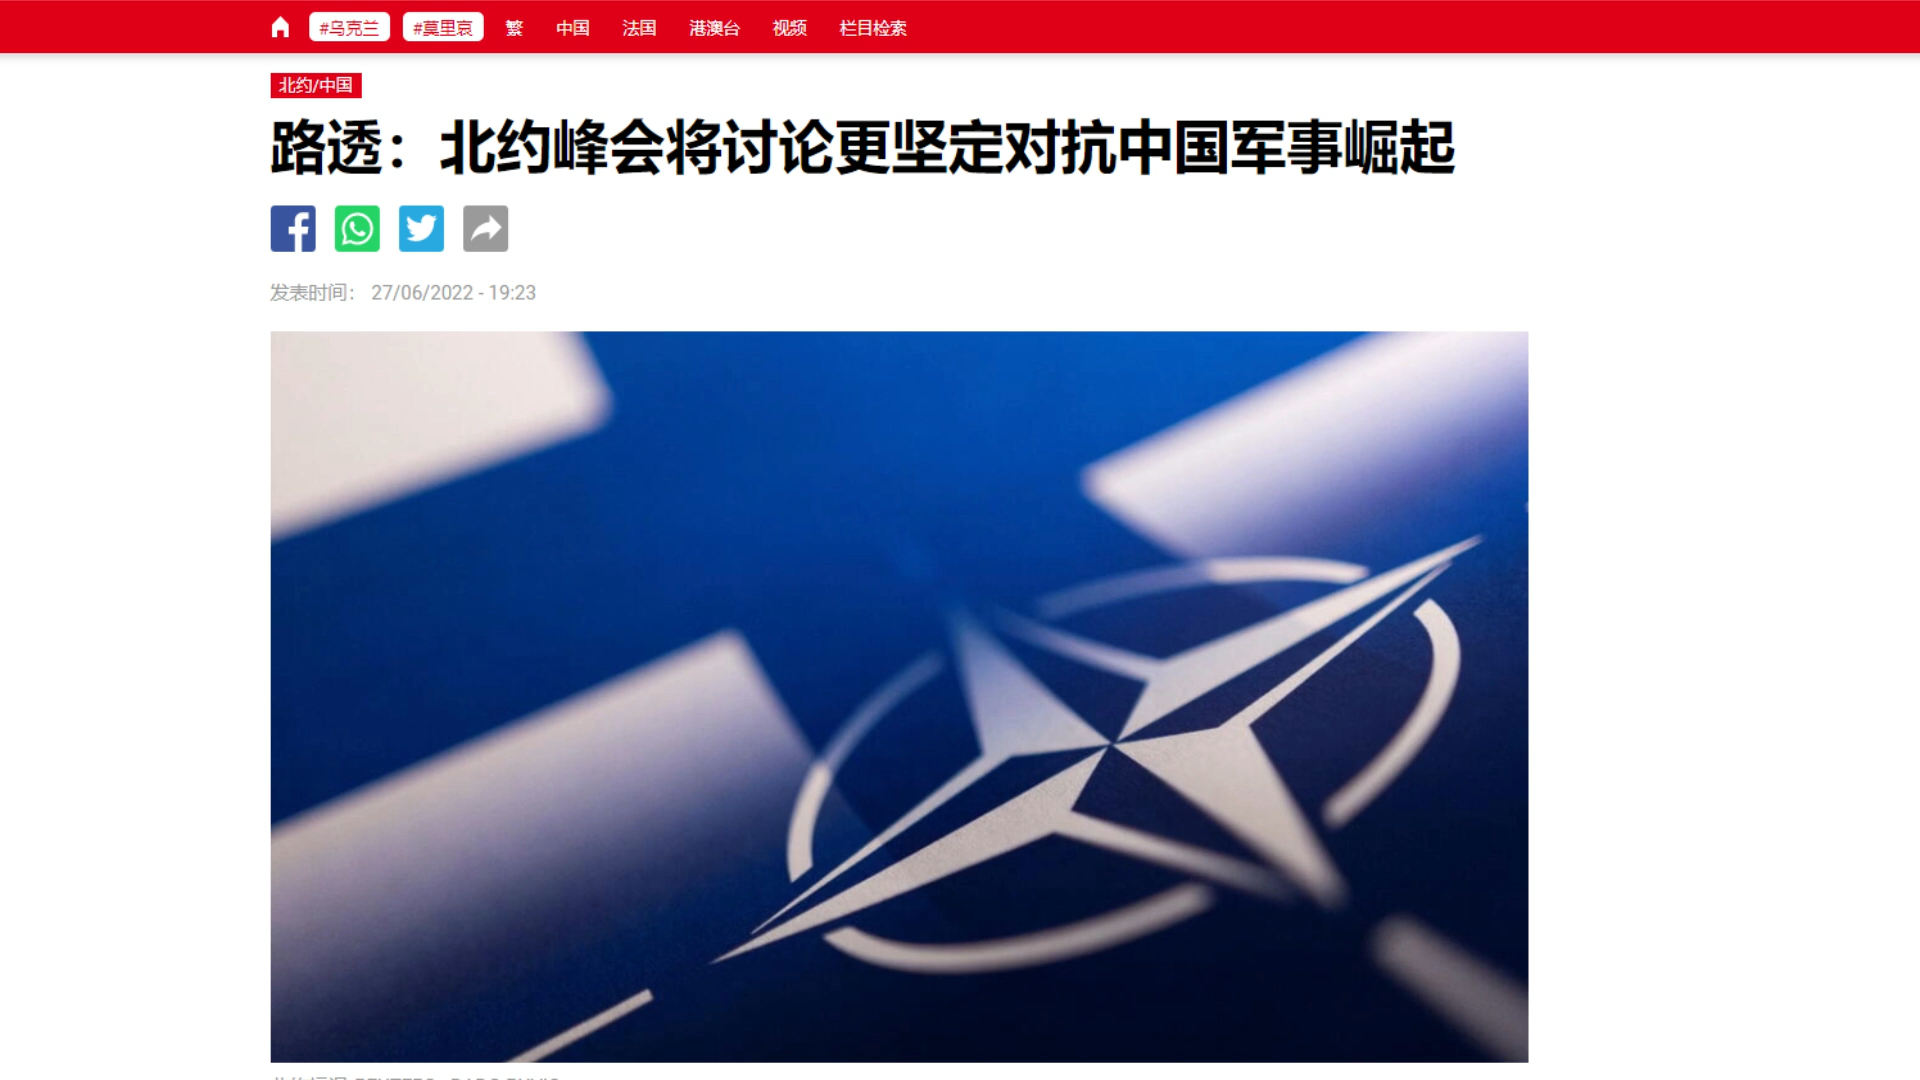 #乌克兰 #莫里哀 繁 中国 法国 港澳台 视频 栏目检索
北约/中国
路透：北约峰会将讨论更坚定对抗中国军事崛起
发表时间： 27/06/2022 - 19:23